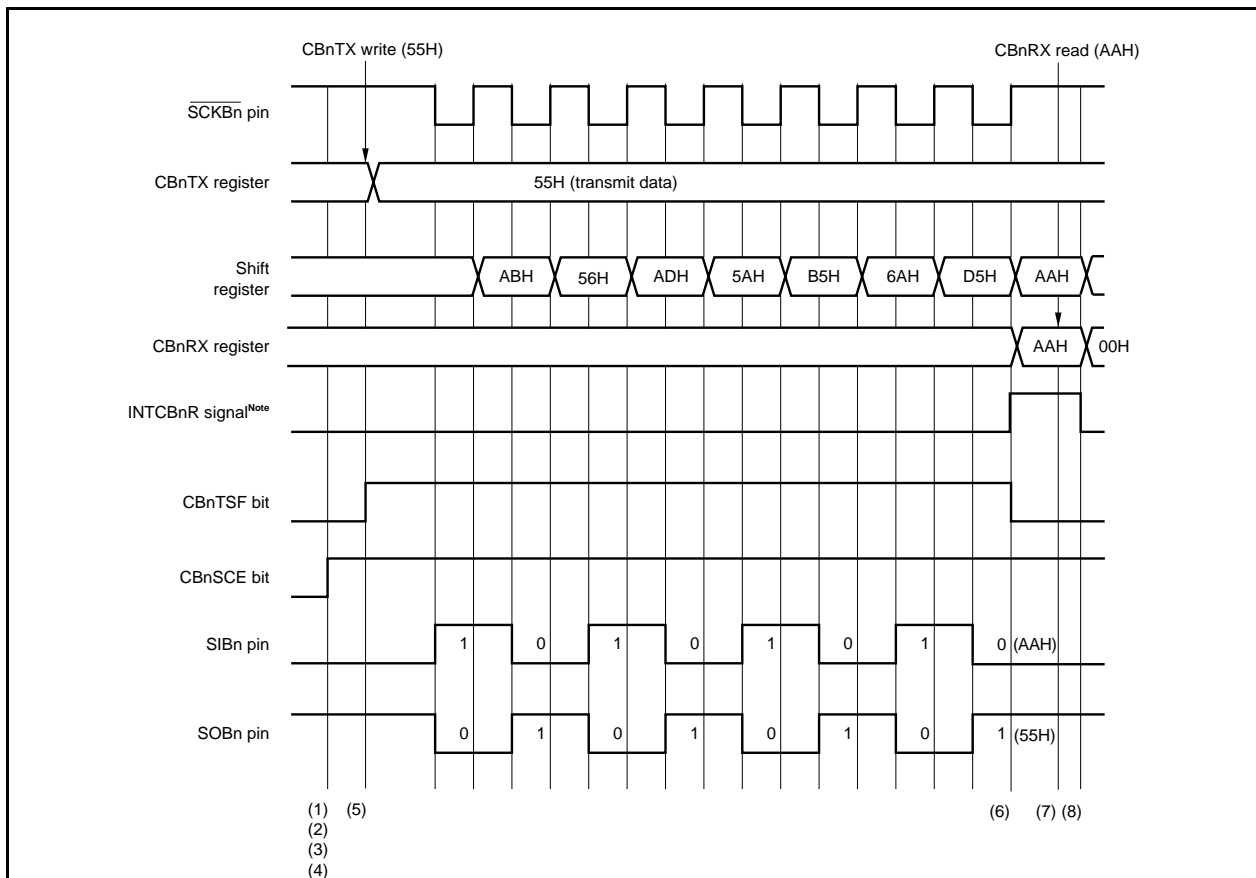 CBnTX write (55H)
CBnRX read (AAH)
SCKBn pin
CBnTX register
55H (transmit data)
Shift
register
ABH 56H ADH 5AH B5H 6AH D5H AAH
CBnRX register
AAH 00H
INTCBnR signalNote
CBnTSF bit
CBnSCE bit
SIBn pin
1 0 1 0 1 0 1 0 (AAH)
SOBn pin
0 1 0 1 0 1 0 1 (55H)
(1) (5) (6) (7) (8)
(2)
(3)
(4)